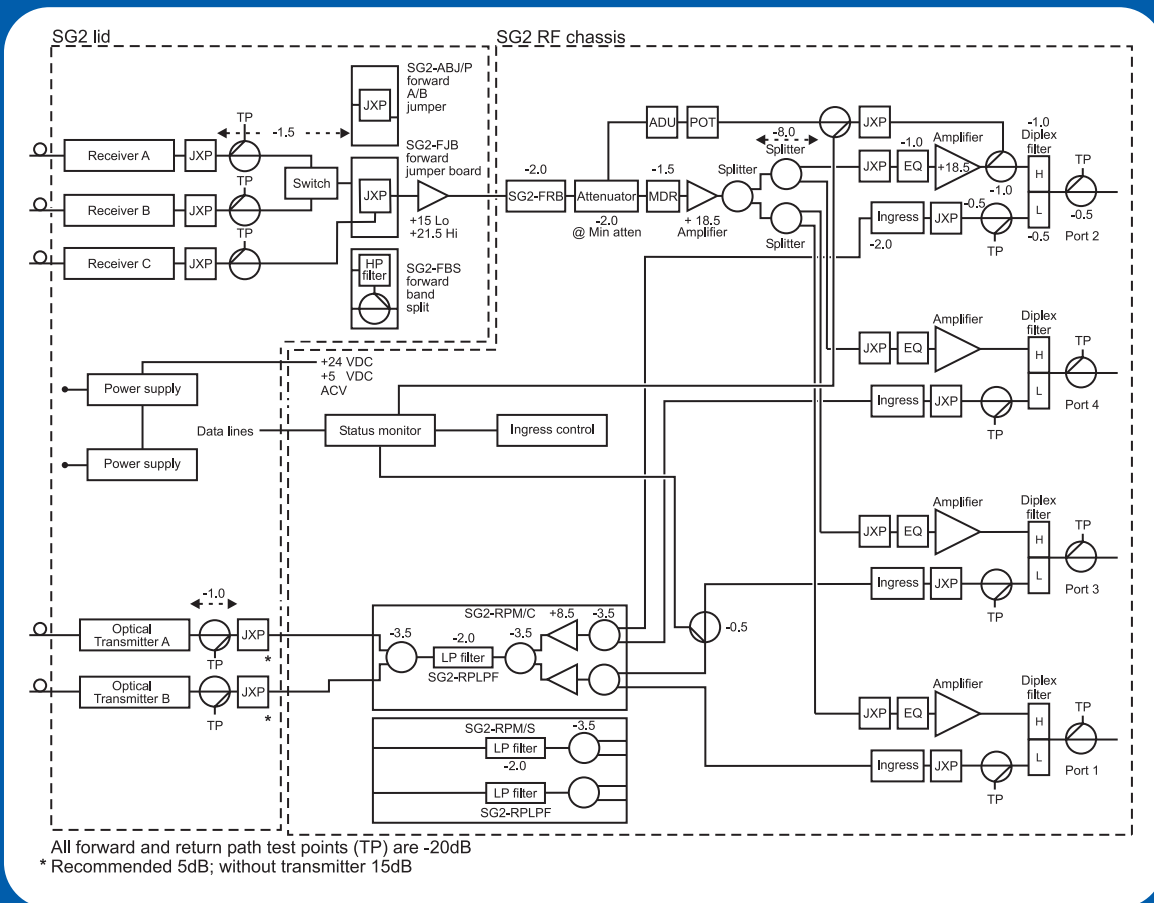 SG2 lid
SG2 RF chassis
SG2-ABJ/P
forward
A/B
jumper
JXP
TP
-1.5
Receiver A
JXP
SG2-FJB
forward
jumper board
TP
Switch
JXP
Receiver B
JXP
+15 Lo
+21.5 Hi
TP
Receiver C
JXP
HP
filter
SG2-FBS
forward
band
split
ADU
POT
JXP
-8.0
Splitter
Splitter
Splitter
-2.0
SG2-FRB
Attenuator
-2.0
@ Min atten
-1.5
MDR
+ 18.5
Amplifier
JXP
-1.0
EQ
Amplifier
+18.5
-1.0
-1.0
Diplex
filter
H
L
-0.5
TP
-0.5
Port 2
Ingress
-2.0
JXP
-0.5
TP
Amplifier
JXP
EQ
Diplex
filter
H
L
TP
Port 4
Ingress
JXP
TP
+24 VDC
+5 VDC
ACV
Power supply
Data lines
Status monitor
Ingress control
Power supply
Amplifier
JXP
EQ
Diplex
filter
H
L
TP
Port 3
Ingress
JXP
TP
-1.0
Optical
Transmitter A
TP
JXP
*
Optical
Transmitter B
TP
JXP
*
SG2-RPM/C
+8.5
-3.5
-3.5
-2.0
-3.5
LP filter
SG2-RPLPF
-0.5
SG2-RPM/S
-3.5
LP filter
-2.0
LP filter
SG2-RPLPF
Amplifier
JXP
EQ
Diplex
filter
H
L
TP
Port 1
Ingress
JXP
TP
All forward and return path test points (TP) are -20dB
* Recommended 5dB; without transmitter 15dB